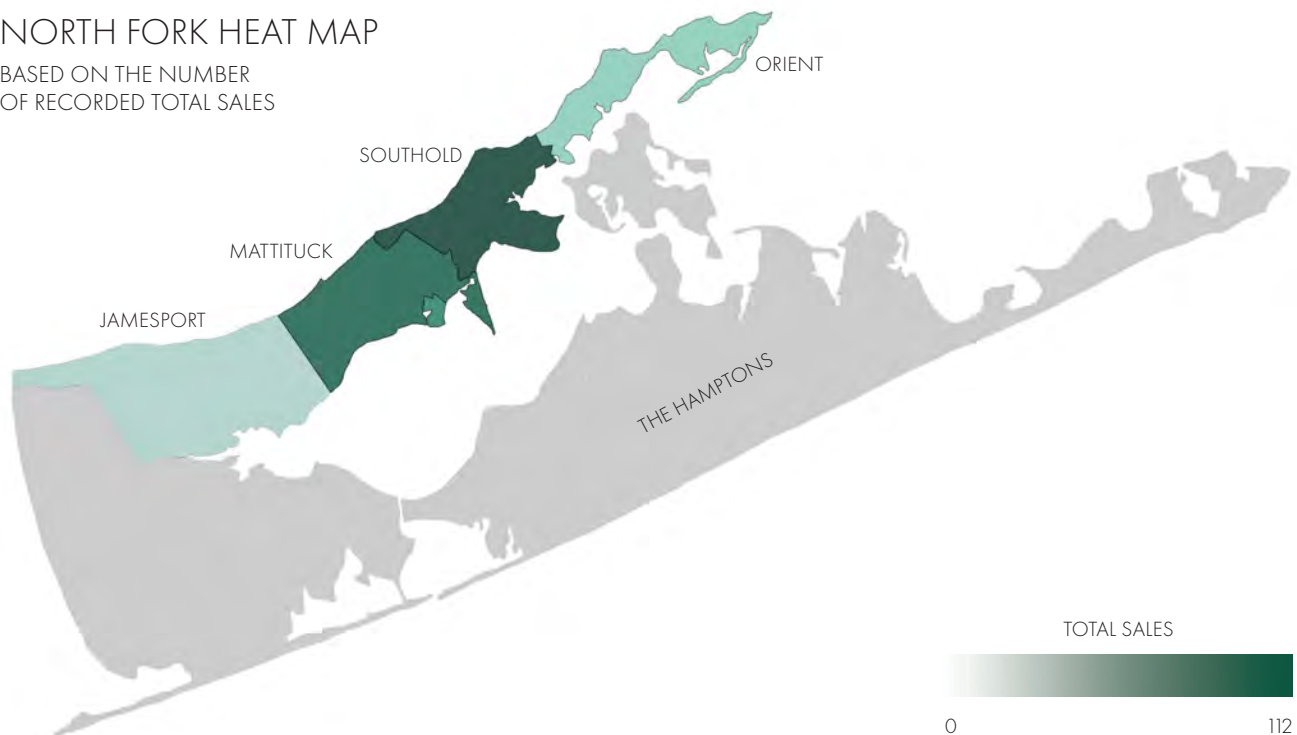 NORTH FORK HEAT MAP
BASED ON THE NUMBER
OF RECORDED TOTAL SALES
ORIENT
SOUTHOLD
MATTITUCK
JAMESPORT
THE HAMPTONS
TOTAL SALES
0
112